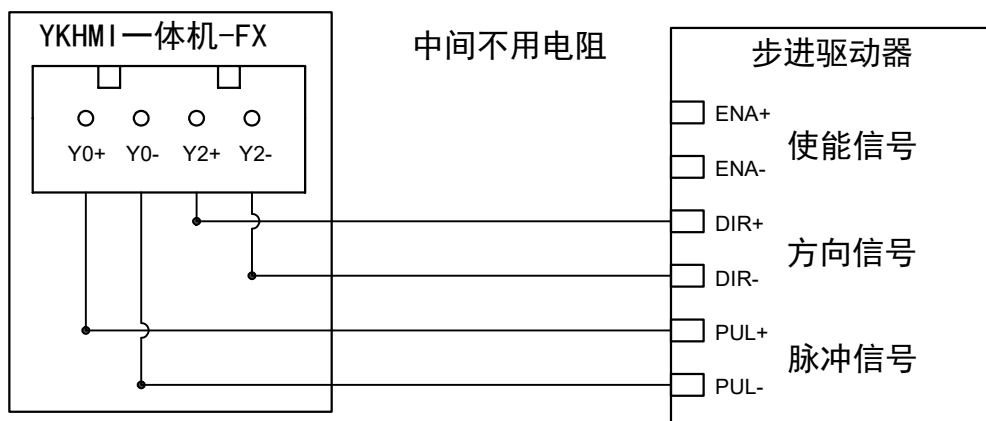 YKHMI一体机-FX
Y0+ Y0- Y2+ Y2-
中间不用电阻
步进驱动器
ENA+
使能信号
ENA-
DIR+
方向信号
DIR-
PUL+
脉冲信号
PUL-